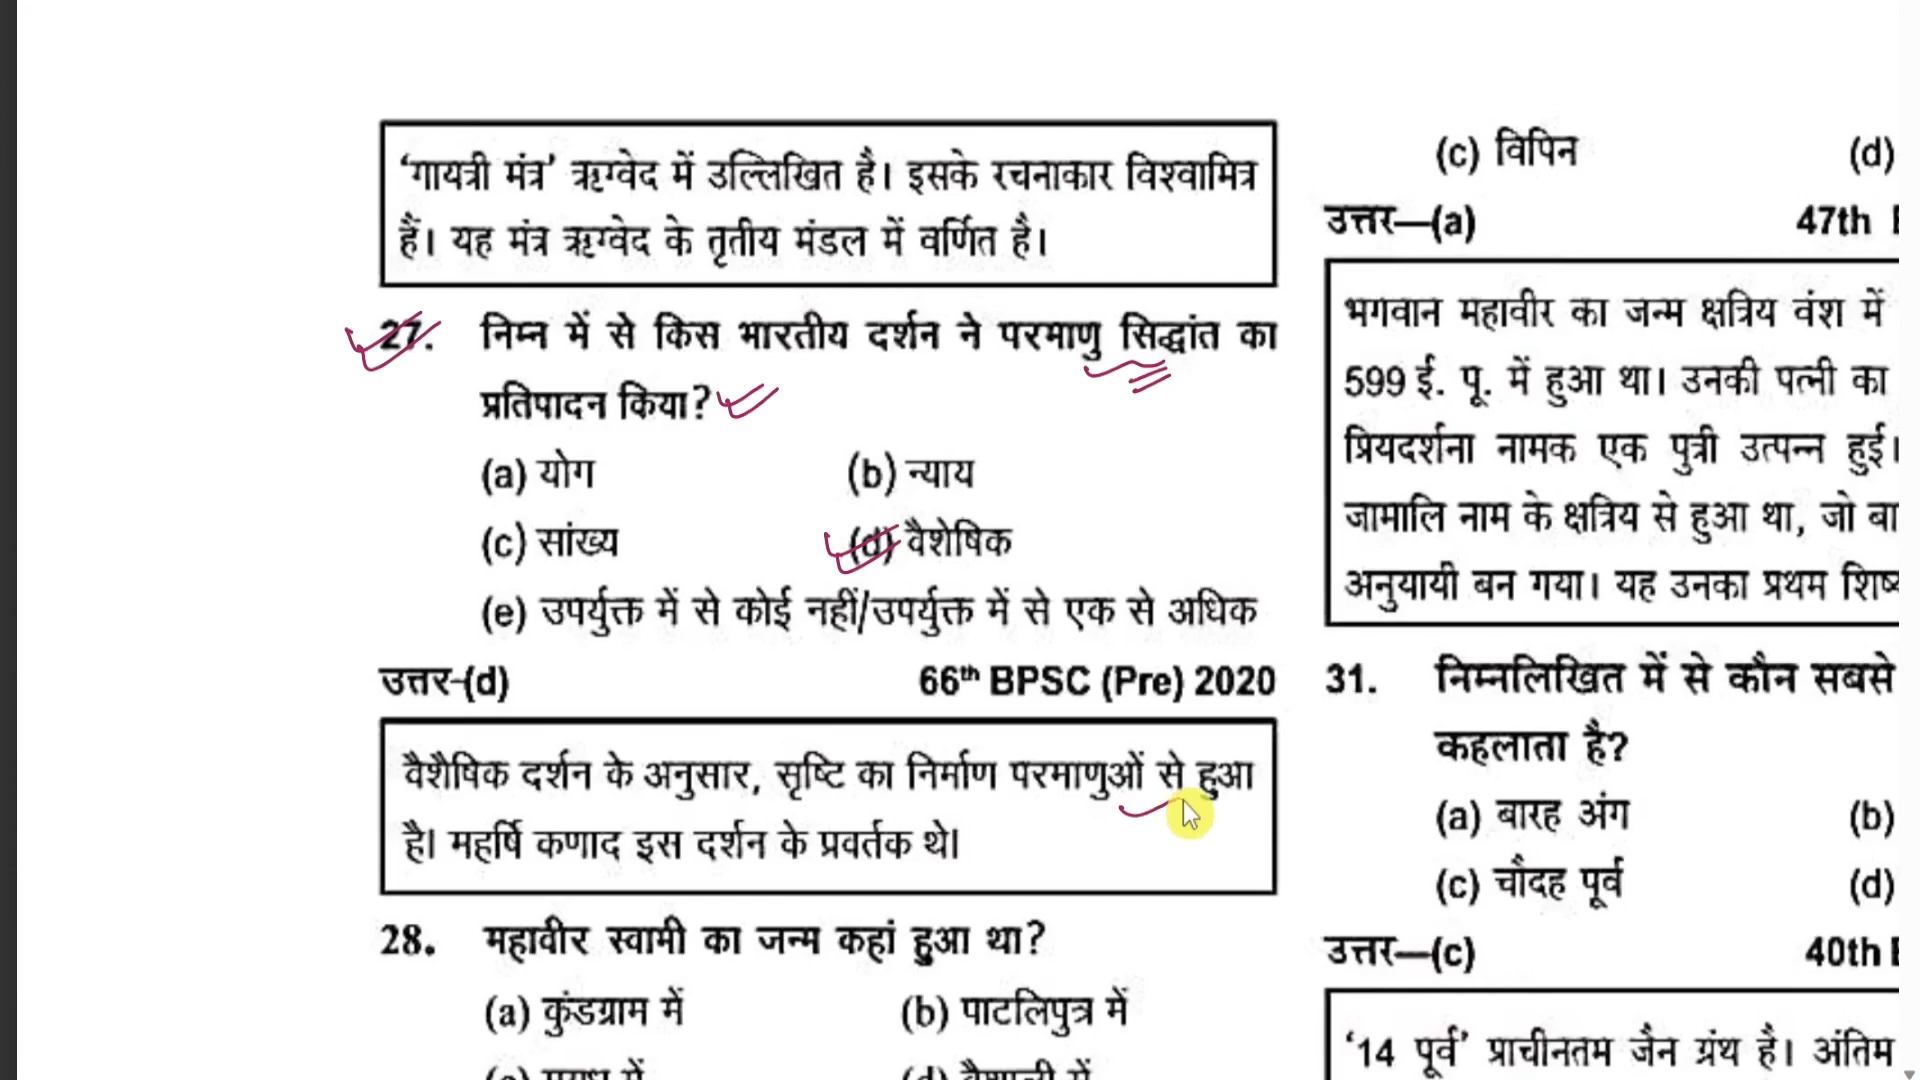 ‘गायत्री मंत्र’ ऋग्वेद में उल्लिखित है। इसके रचनाकार विश्वामित्र
हैं। यह मंत्र ऋग्वेद के तृतीय मंडल में वर्णित है।
27. निम्न में से किस भारतीय दर्शन ने परमाणु सिद्धांत का
प्रतिपादन किया?
(a) योग (b) न्याय
(c) सांख्य (d) वैशेषिक
(e) उपर्युक्त में से कोई नहीं/उपर्युक्त में से एक से अधिक
उत्तर-(d) 66th BPSC (Pre) 2020
वैशैषिक दर्शन के अनुसार, सृष्टि का निर्माण परमाणुओं से हुआ
है। महर्षि कणाद इस दर्शन के प्रवर्तक थे।
28. महावीर स्वामी का जन्म कहां हुआ था?
(a) कुंडग्राम में (b) पाटलिपुत्र में
(c) विपिन (d)
उत्तर—(a) 47th
भगवान महावीर का जन्म क्षत्रिय वंश में
599 ई. पू. में हुआ था। उनकी पत्नी का
प्रियदर्शना नामक एक पुत्री उत्पन्न हुई।
जामालि नाम के क्षत्रिय से हुआ था, जो
अनुयायी बन गया। यह उनका प्रथम
31. निम्नलिखित में से कौन सबसे
कहलाता है?
(a) बारह अंग (b)
(c) चौदह पूर्व (d)
उत्तर—(c) 40th
‘14 पूर्व’ प्राचीनतम जैन ग्रंथ है। अंतिम